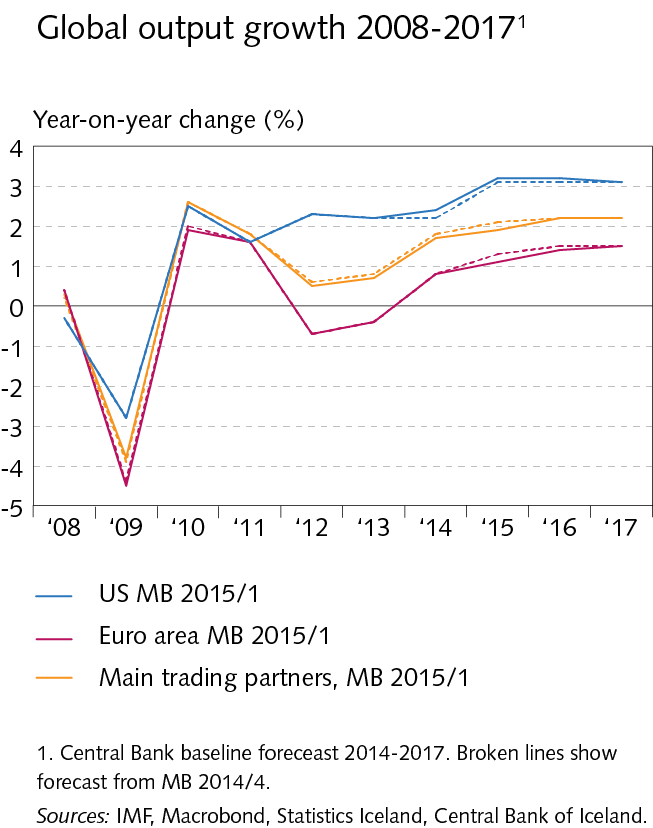 Global output growth 2008-2017¹
Year-on-year change (%)
4
3
2
1
0
-1
-2
-3
-4
-5
‘08 ‘09 ‘10 ‘11 ‘12 ‘13 ‘14 ‘15 ‘16 ‘17
US MB 2015/1
Euro area MB 2015/1
Main trading partners, MB 2015/1
1. Central Bank baseline foreceast 2014-2017. Broken lines show
forecast from MB 2014/4.
Sources: IMF, Macrobond, Statistics Iceland, Central Bank of Iceland.